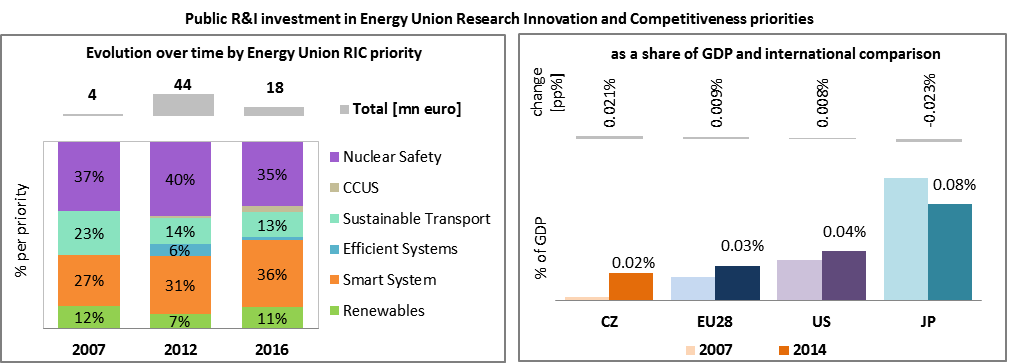 Public R&I investment in Energy Union Research Innovation and Competitiveness priorities
Evolution over time by Energy Union RIC priority
4
44
18
Total [mn euro]
% per priority
37%
40%
35%
23%
14%
13%
6%
27%
31%
36%
12%
7%
11%
2007
2012
2016
Nuclear Safety
CCUS
Sustainable Transport
Efficient Systems
Smart System
Renewables
as a share of GDP and international comparison
change
[pp%]
0.021%
0.009%
0.008%
-0.023%
% of GDP
0.02%
0.03%
0.04%
0.08%
CZ
EU28
US
JP
2007
2014